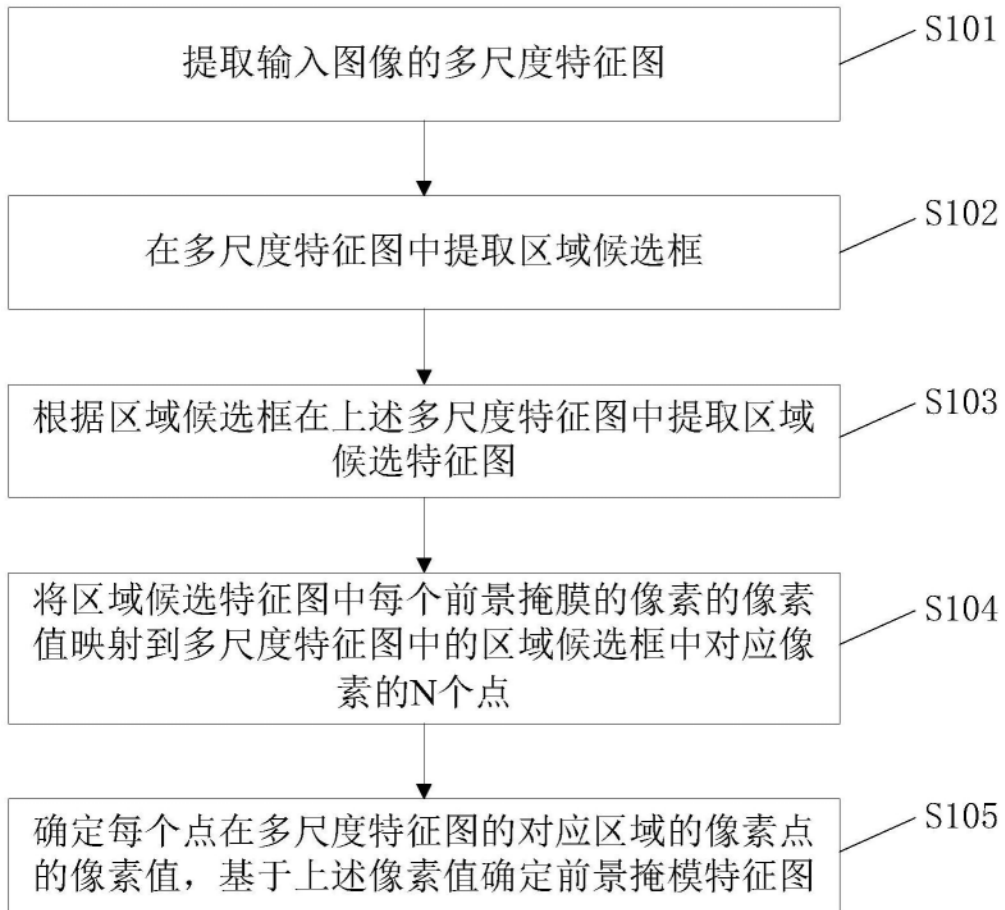 提取输入图像的多尺度特征图
S101
在多尺度特征图中提取区域候选框
S102
根据区域候选框在上述多尺度特征图中提取区域
候选特征图
S103
将区域候选特征图中每个前景掩膜的像素的像素
值映射到多尺度特征图中的区域候选框中对应像
素的N个点
S104
确定每个点在多尺度特征图的对应区域的像素点
的像素值，基于上述像素值确定前景掩模特征图
S105